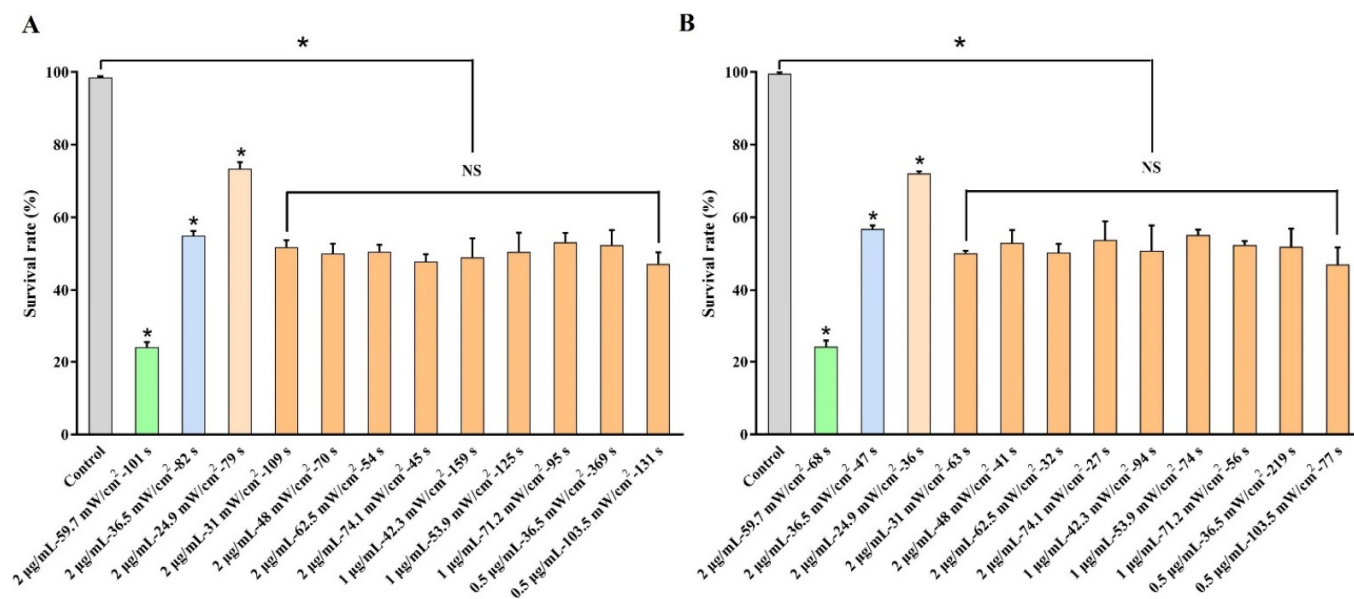 A
*
100
80
60
40
20
0
Survival rate (%)
*
*
*
NS
Control
2 µg/mL-59.7 mW/cm²-101 s
2 µg/mL-36.5 mW/cm²-82 s
2 µg/mL-24.9 mW/cm²-79 s
2 µg/mL-31 mW/cm²-109 s
2 µg/mL-48 mW/cm²-70 s
2 µg/mL-62.5 mW/cm²-54 s
2 µg/mL-74.1 mW/cm²-45 s
1 µg/mL-42.3 mW/cm²-159 s
1 µg/mL-53.9 mW/cm²-125 s
1 µg/mL-71.2 mW/cm²-95 s
0.5 µg/mL-36.5 mW/cm²-369 s
0.5 µg/mL-103.5 mW/cm²-131 s
B
*
100
80
60
40
20
0
Survival rate (%)
*
*
*
NS
Control
2 µg/mL-59.7 mW/cm²-68 s
2 µg/mL-36.5 mW/cm²-47 s
2 µg/mL-24.9 mW/cm²-36 s
2 µg/mL-31 mW/cm²-63 s
2 µg/mL-48 mW/cm²-41 s
2 µg/mL-62.5 mW/cm²-32 s
2 µg/mL-74.1 mW/cm²-27 s
1 µg/mL-42.3 mW/cm²-94 s
1 µg/mL-53.9 mW/cm²-74 s
1 µg/mL-71.2 mW/cm²-56 s
0.5 µg/mL-36.5 mW/cm²-219 s
0.5 µg/mL-103.5 mW/cm²-77 s